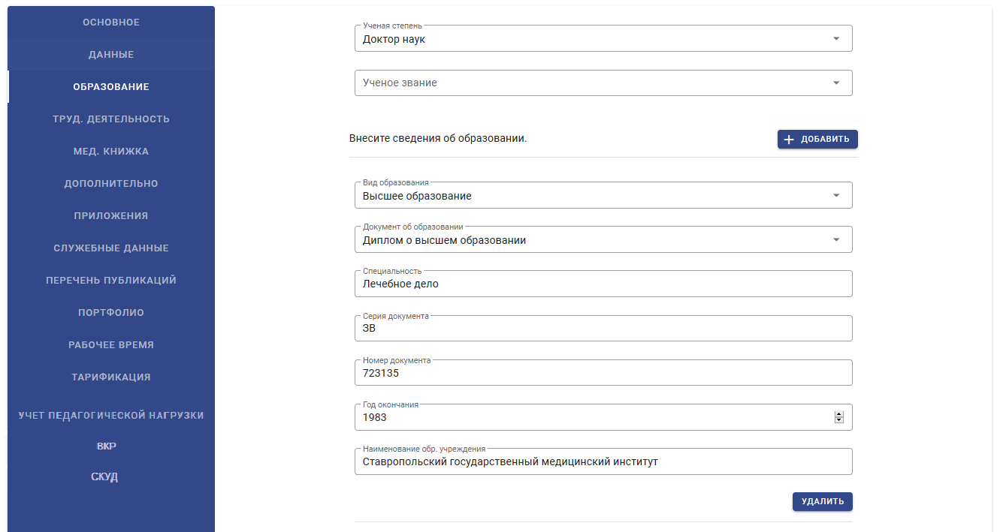 ОСНОВНОЕ
ДАННЫЕ
ОБРАЗОВАНИЕ
ТРУД. ДЕЯТЕЛЬНОСТЬ
МЕД. КНИЖКА
ДОПОЛНИТЕЛЬНО
ПРИЛОЖЕНИЯ
СЛУЖЕБНЫЕ ДАННЫЕ
ПЕРЕЧЕНЬ ПУБЛИКАЦИЙ
ПОРТФОЛИО
РАБОЧЕЕ ВРЕМЯ
ТАРИФИКАЦИЯ
УЧЕТ ПЕДАГОГИЧЕСКОЙ НАГРУЗКИ
ВКР
СКУД
Ученая степень
Доктор наук
Ученое звание
Внесите сведения об образовании.
ДОБАВИТЬ
Вид образования
Высшее образование
Документ об образовании
Диплом о высшем образовании
Специальность
Лечебное дело
Серия документа
ЗВ
Номер документа
723135
Год окончания
1983
Наименование обр. учреждения
Ставропольский государственный медицинский институт
УДАЛИТЬ